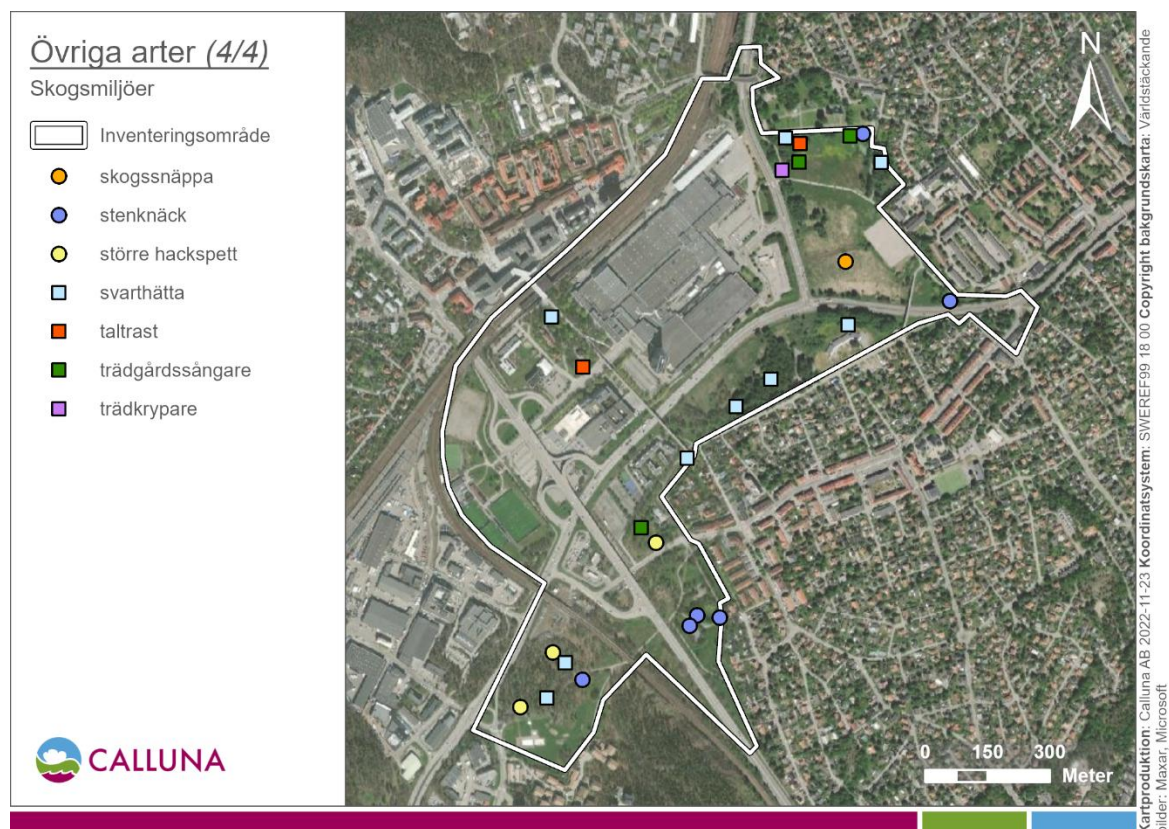 Övriga arter (4/4)
Skogsmiljöer
Inventeringsområde
skogssnäppa
stenknäck
större hackspett
svarthätta
taltrast
trädgårdssångare
trädkrypare
CALLUNA
N
0 150 300
Meter
Kartproduktion: Calluna AB 2022-11-23 Koordinatsystem: SWEREF99 18 00 Copyright bakgrundskarta: Världstäckande
bilder: Maxar, Microsoft